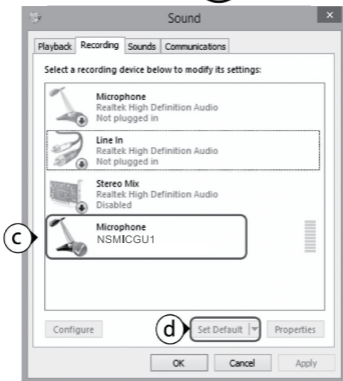 Sound
Playback Recording Sounds Communications
Select a recording device below to modify its settings:
Microphone
Realtek High Definition Audio
Not plugged in
Line In
Realtek High Definition Audio
Not plugged in
Stereo Mix
Realtek High Definition Audio
Disabled
c
Microphone
NSMICGU1
Configure
d
Set Default
Properties
OK
Cancel
Apply